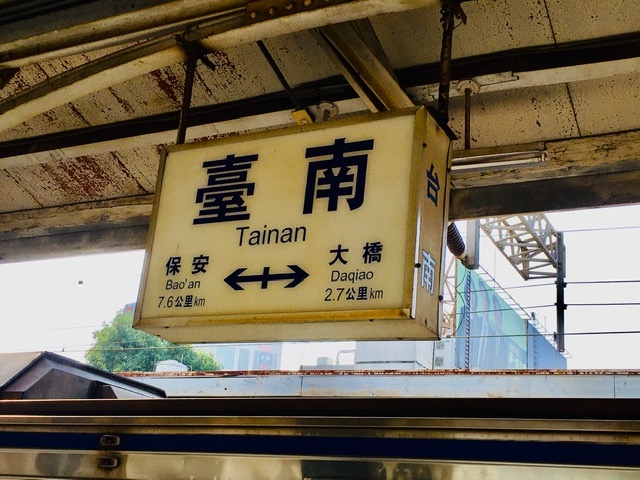 臺南
Tainan
保安
Bao'an
7.6公里km
大橋
Daqiao
2.7公里km
台南